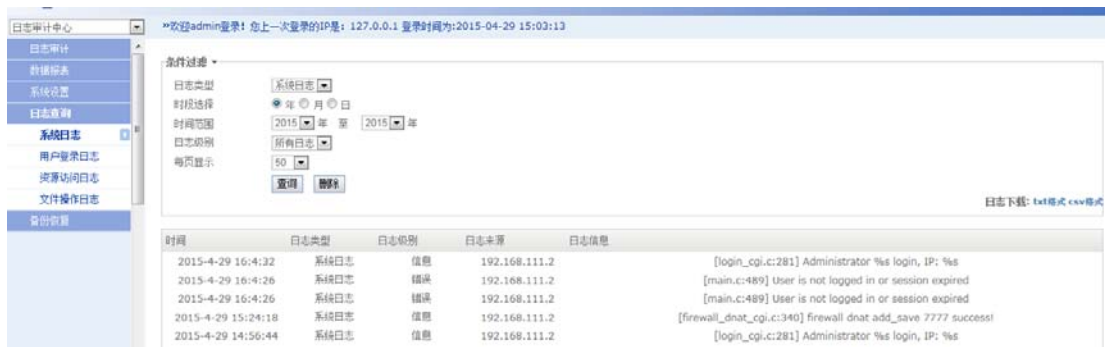 日志审计中心
»欢迎admin登录! 您上一次登录的IP是: 127.0.0.1 登录时间为:2015-04-29 15:03:13
日志审计
数据报表
系统设置
日志查询
系统日志
用户登录日志
资源访问日志
文件操作日志
备份恢复
条件过滤
日志类型 系统日志
时段选择 年 月 日
时间范围 2015 年 至 2015 年
日志级别 所有日志
每页显示 50
查询 删除
日志下载: txt格式 csv格式
时间 日志类型 日志级别 日志来源 日志信息
2015-4-29 16:4:32 系统日志 信息 192.168.111.2 [login_cgi.c:281] Administrator %s login, IP: %s
2015-4-29 16:4:26 系统日志 错误 192.168.111.2 [main.c:489] User is not logged in or session expired
2015-4-29 16:4:26 系统日志 错误 192.168.111.2 [main.c:489] User is not logged in or session expired
2015-4-29 15:24:18 系统日志 信息 192.168.111.2 [firewall_dnat_cgi.c:340] firewall dnat add_save 7777 success!
2015-4-29 14:56:44 系统日志 信息 192.168.111.2 [login_cgi.c:281] Administrator %s login, IP: %s